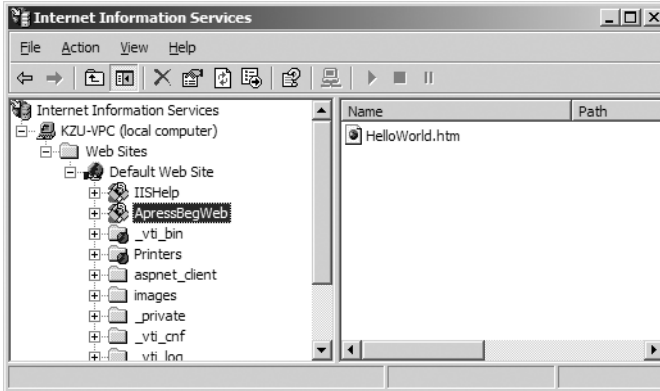 Internet Information Services
File Action View Help
Internet Information Services
KZU-VPC (local computer)
Web Sites
Default Web Site
IISHelp
ApressBegWeb
_vti_bin
Printers
aspnet_client
images
_private
_vti_cnf
_vti_log
Name Path
HelloWorld.htm